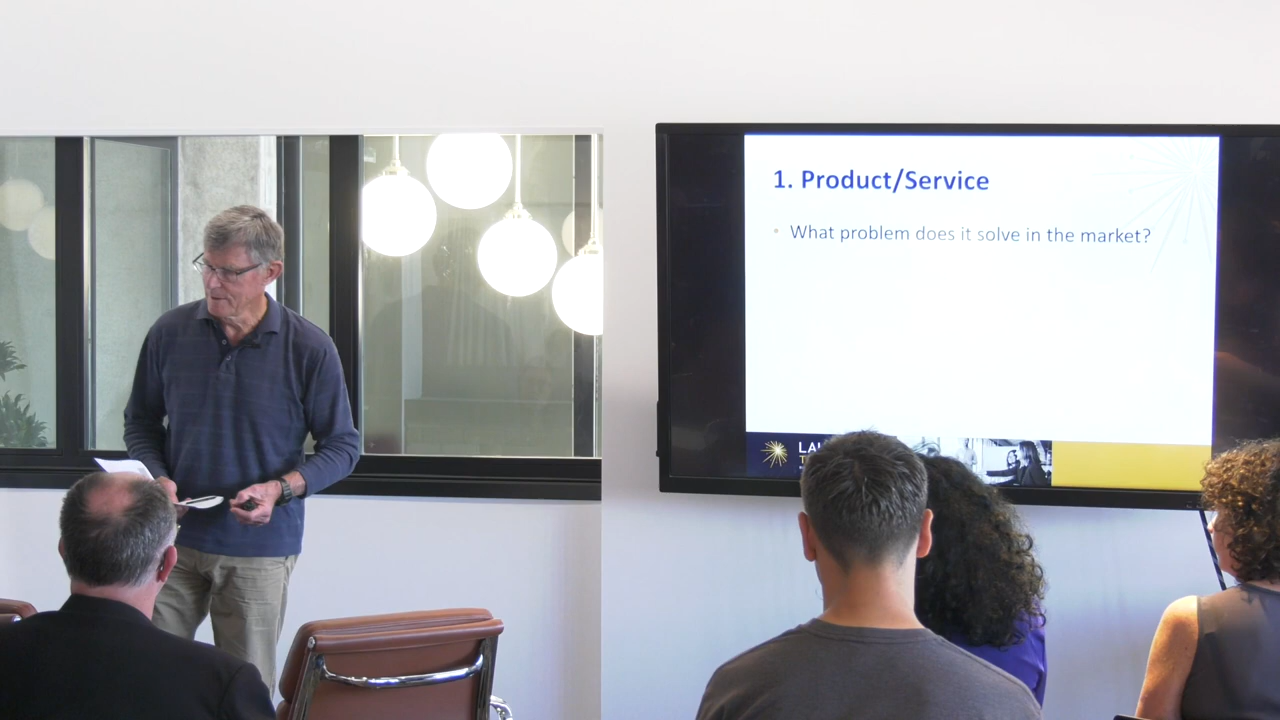 1. Product/Service
• What problem does it solve in the market?